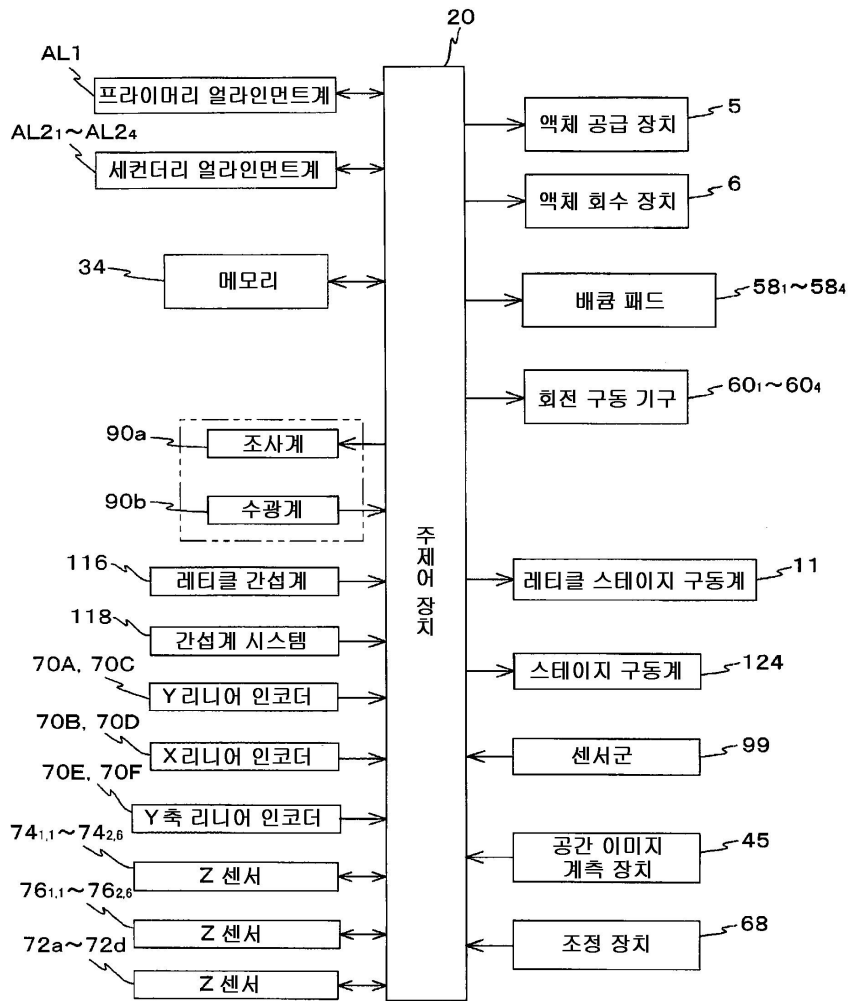 20
AL1
프라이머리 얼라인먼트계
AL2₁~AL2₄
세컨더리 얼라인먼트계
34
메모리
90a
조사계
90b
수광계
116
레티클 간섭계
118
간섭계 시스템
70A, 70C
Y 리니어 인코더
70B, 70D
X 리니어 인코더
70E, 70F
Y 축 리니어 인코더
74₁,₁~74₂,₆
Z 센서
76₁,₁~76₂,₆
Z 센서
72a~72d
Z 센서
주제어 장치
액체 공급 장치
5
액체 회수 장치
6
배큠 패드
58₁~58₄
회전 구동 기구
60₁~60₄
레티클 스테이지 구동계
11
스테이지 구동계
124
센서군
99
공간 이미지
계측 장치
45
조정 장치
68